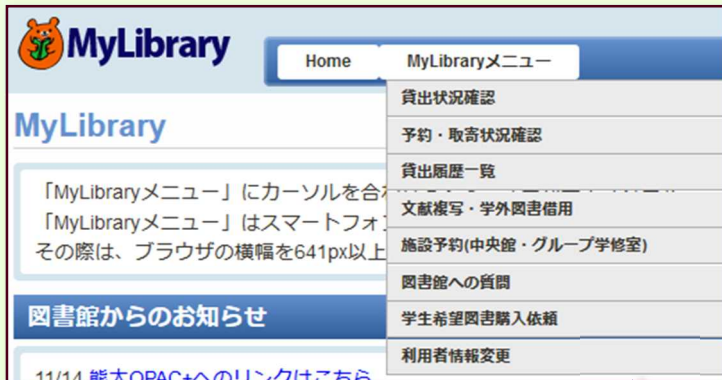 MyLibrary
Home
MyLibraryメニュー
貸出状況確認
予約・取寄状況確認
貸出履歴一覧
文献複写・学外図書借用
施設予約(中央館・グループ学修室)
図書館への質問
学生希望図書購入依頼
利用者情報変更
MyLibrary
「MyLibraryメニュー」にカーソルを合
「MyLibraryメニュー」はスマートフォ
その際は、ブラウザの横幅を641px以上
図書館からのお知らせ
11/14 熊大OPAC+へのリンクはこちら